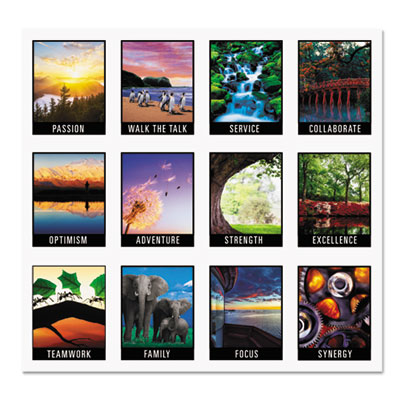 PASSION
WALK THE TALK
SERVICE
COLLABORATE
OPTIMISM
ADVENTURE
STRENGTH
EXCELLENCE
TEAMWORK
FAMILY
FOCUS
SYNERGY